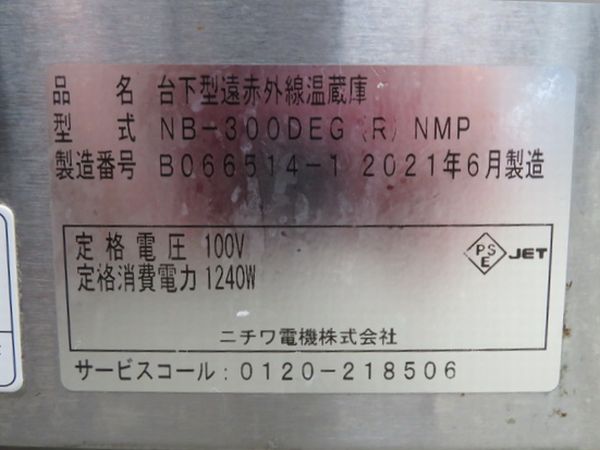 品 名 台下型遠赤外線温蔵庫
型 式 NB-300DEG(R) NMP
製造番号 B066514-1 2021年6月製造
定格電圧 100V
定格消費電力 1240W
PS E JET
ニチワ電機株式会社
サービスコール:0120-218506